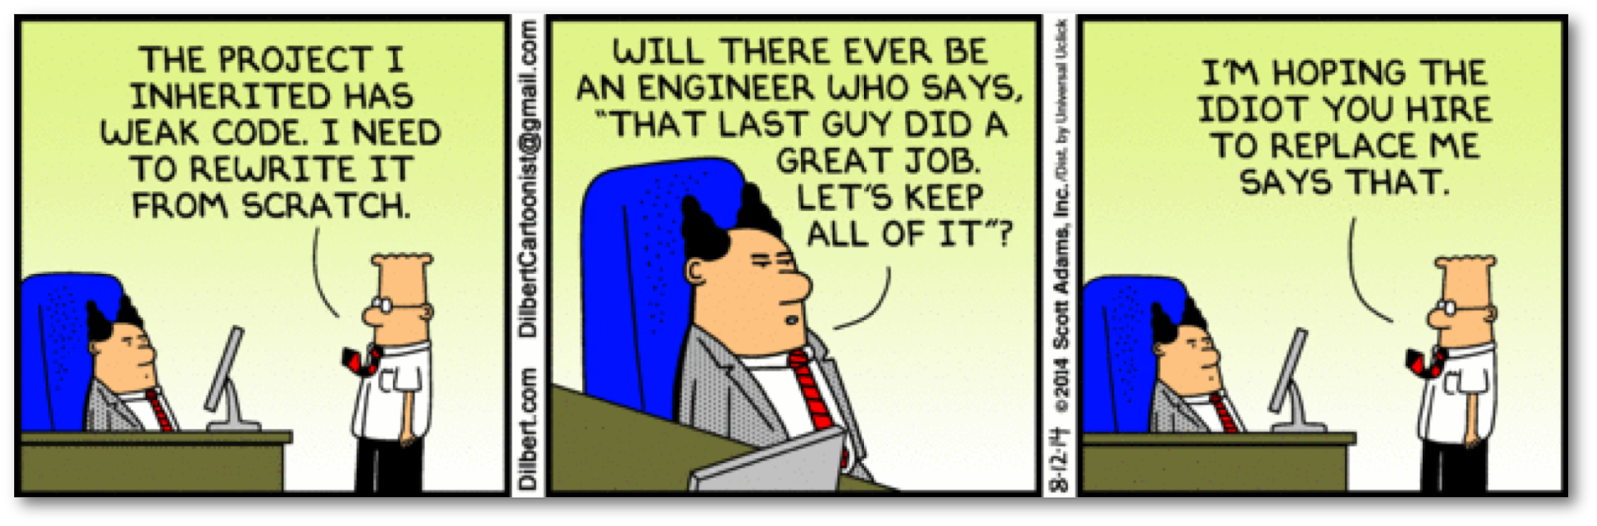 THE PROJECT I
INHERITED HAS
WEAK CODE. I NEED
TO REWRITE IT
FROM SCRATCH.
Dilbert.com DilbertCartoonist@gmail.com
WILL THERE EVER BE
AN ENGINEER WHO SAYS,
"THAT LAST GUY DID A
GREAT JOB.
LET'S KEEP
ALL OF IT"?
8-12-14 ©2014 Scott Adams, Inc. /Dist. by Universal Uclick
I'M HOPING THE
IDIOT YOU HIRE
TO REPLACE ME
SAYS THAT.